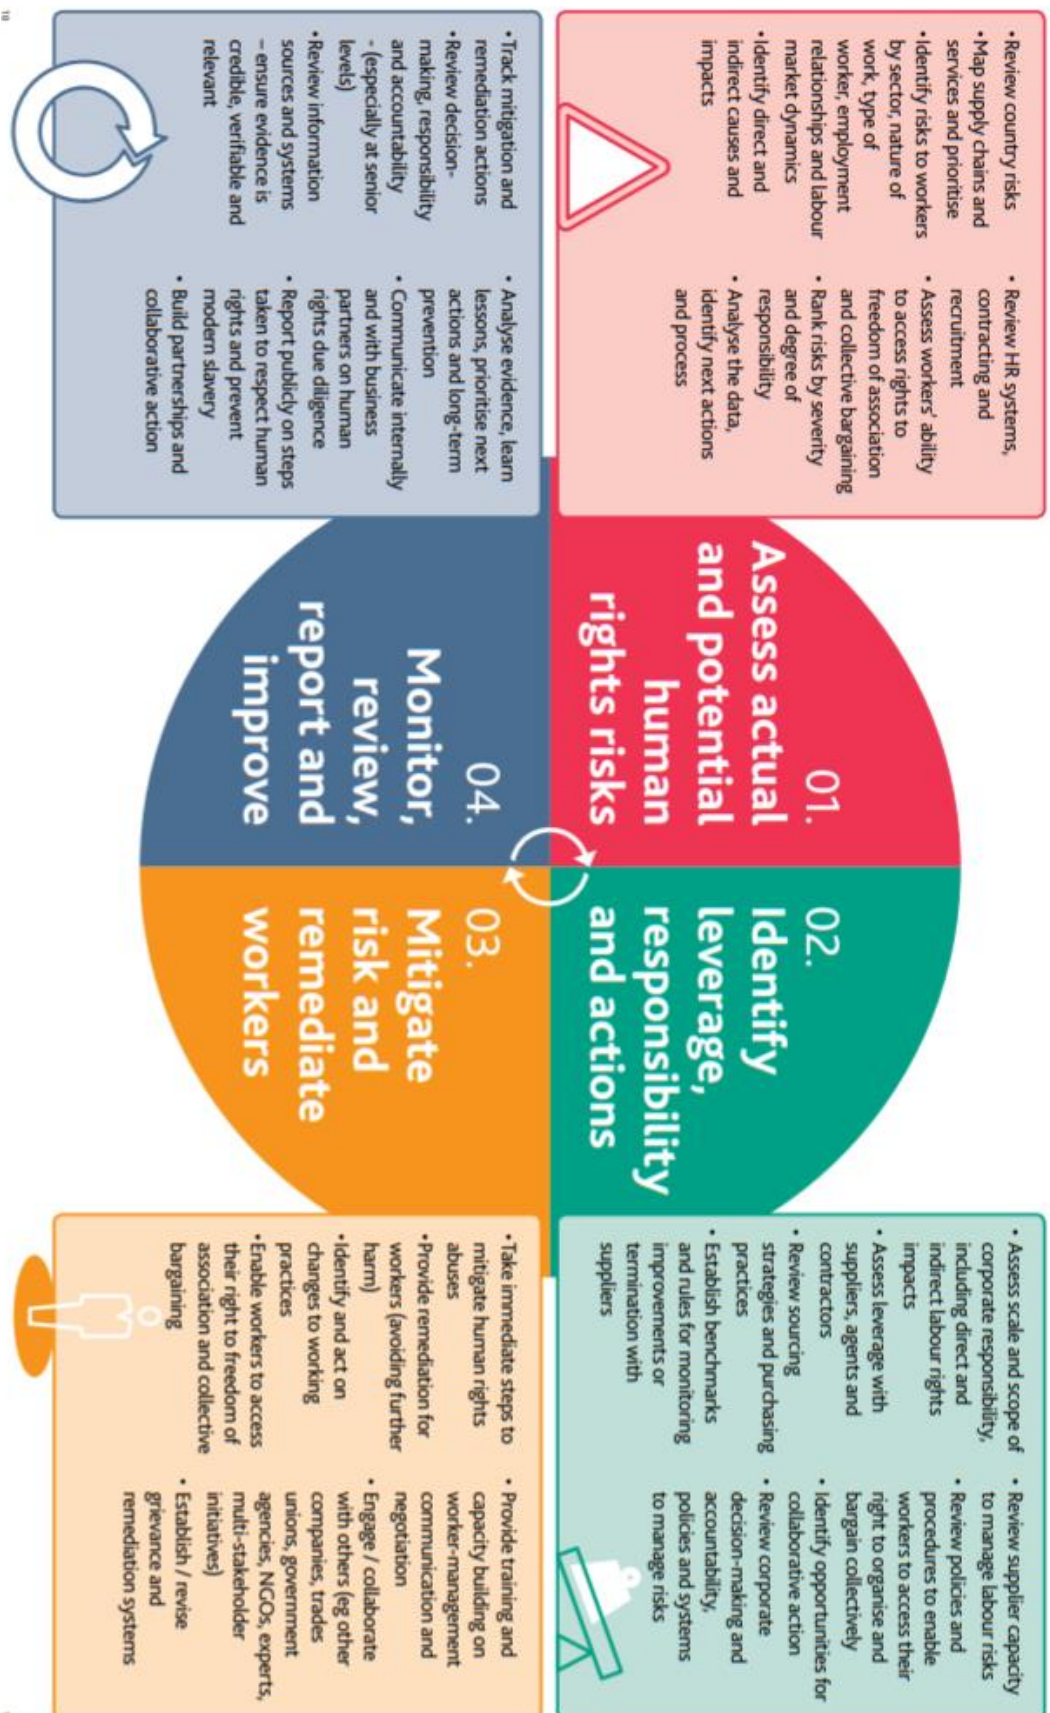 • Review country risks
• Map supply chains and
services and prioritise
• Identify risks to workers
by sector, nature of
work, type of
worker, employment
relationships and labour
market dynamics
• Identify direct and
indirect causes and
impacts
• Review HR systems,
contracting and
recruitment
• Assess workers' ability
to access rights to
freedom of association
and collective bargaining
• Rank risks by severity
and degree of
responsibility
• Analyse the data,
identify next actions
and process
01.
Assess actual
and potential
human
rights risks
02.
Identify
leverage,
responsibility
and actions
• Assess scale and scope of
corporate responsibility,
including direct and
indirect labour rights
impacts
• Assess leverage with
suppliers, agents and
contractors
• Review sourcing
strategies and purchasing
practices
• Establish benchmarks
and rules for monitoring
improvements or
termination with
suppliers
• Review supplier capacity
to manage labour risks
• Review policies and
procedures to enable
workers to access their
right to organise and
bargain collectively
• Identify opportunities for
collaborative action
• Review corporate
decision-making and
accountability,
policies and systems
to manage risks
• Track mitigation and
remediation actions
• Review decision-
making, responsibility
and accountability
- (especially at senior
levels)
• Review information
sources and systems
– ensure evidence is
credible, verifiable and
relevant
• Analyse evidence, learn
lessons, prioritise next
actions and long-term
prevention
• Communicate internally
and with business
partners on human
rights due diligence
• Report publicly on steps
taken to respect human
rights and prevent
modern slavery
• Build partnerships and
collaborative action
04.
Monitor,
review,
report and
improve
03.
Mitigate
risk and
remediate
workers
• Take immediate steps to
mitigate human rights
abuses
• Provide remediation for
workers (avoiding further
harm)
• Identify and act on
changes to working
practices
• Enable workers to access
their right to freedom of
association and collective
bargaining
• Provide training and
capacity building on
worker-management
communication and
negotiation
• Engage / collaborate
with others (eg other
companies, trades
unions, government
agencies, NGOs, experts,
multi-stakeholder
initiatives)
• Establish / revise
grievance and
remediation systems